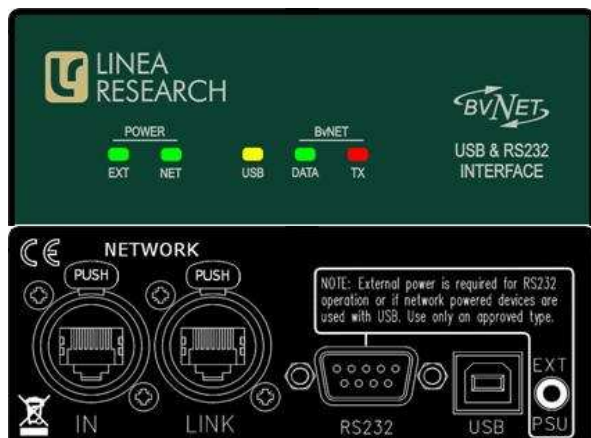 LINEA
RESEARCH
BVNET
POWER
BvNET
EXT NET USB DATA TX
USB & RS232
INTERFACE
CE NETWORK
PUSH PUSH
NOTE: External power is required for RS232
operation or if network powered devices are
used with USB. Use only an approved type.
IN LINK RS232 USB
EXT
PSU